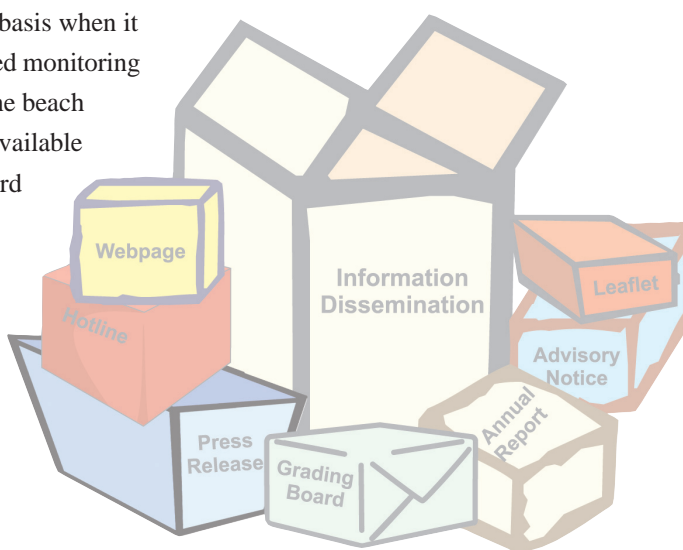 basis when it
ed monitoring
ne beach
vailable
rd
Webpage
Hotline
Information
Dissemination
Leaflet
Advisory
Notice
Press
Release
Grading
Board
Annual
Report